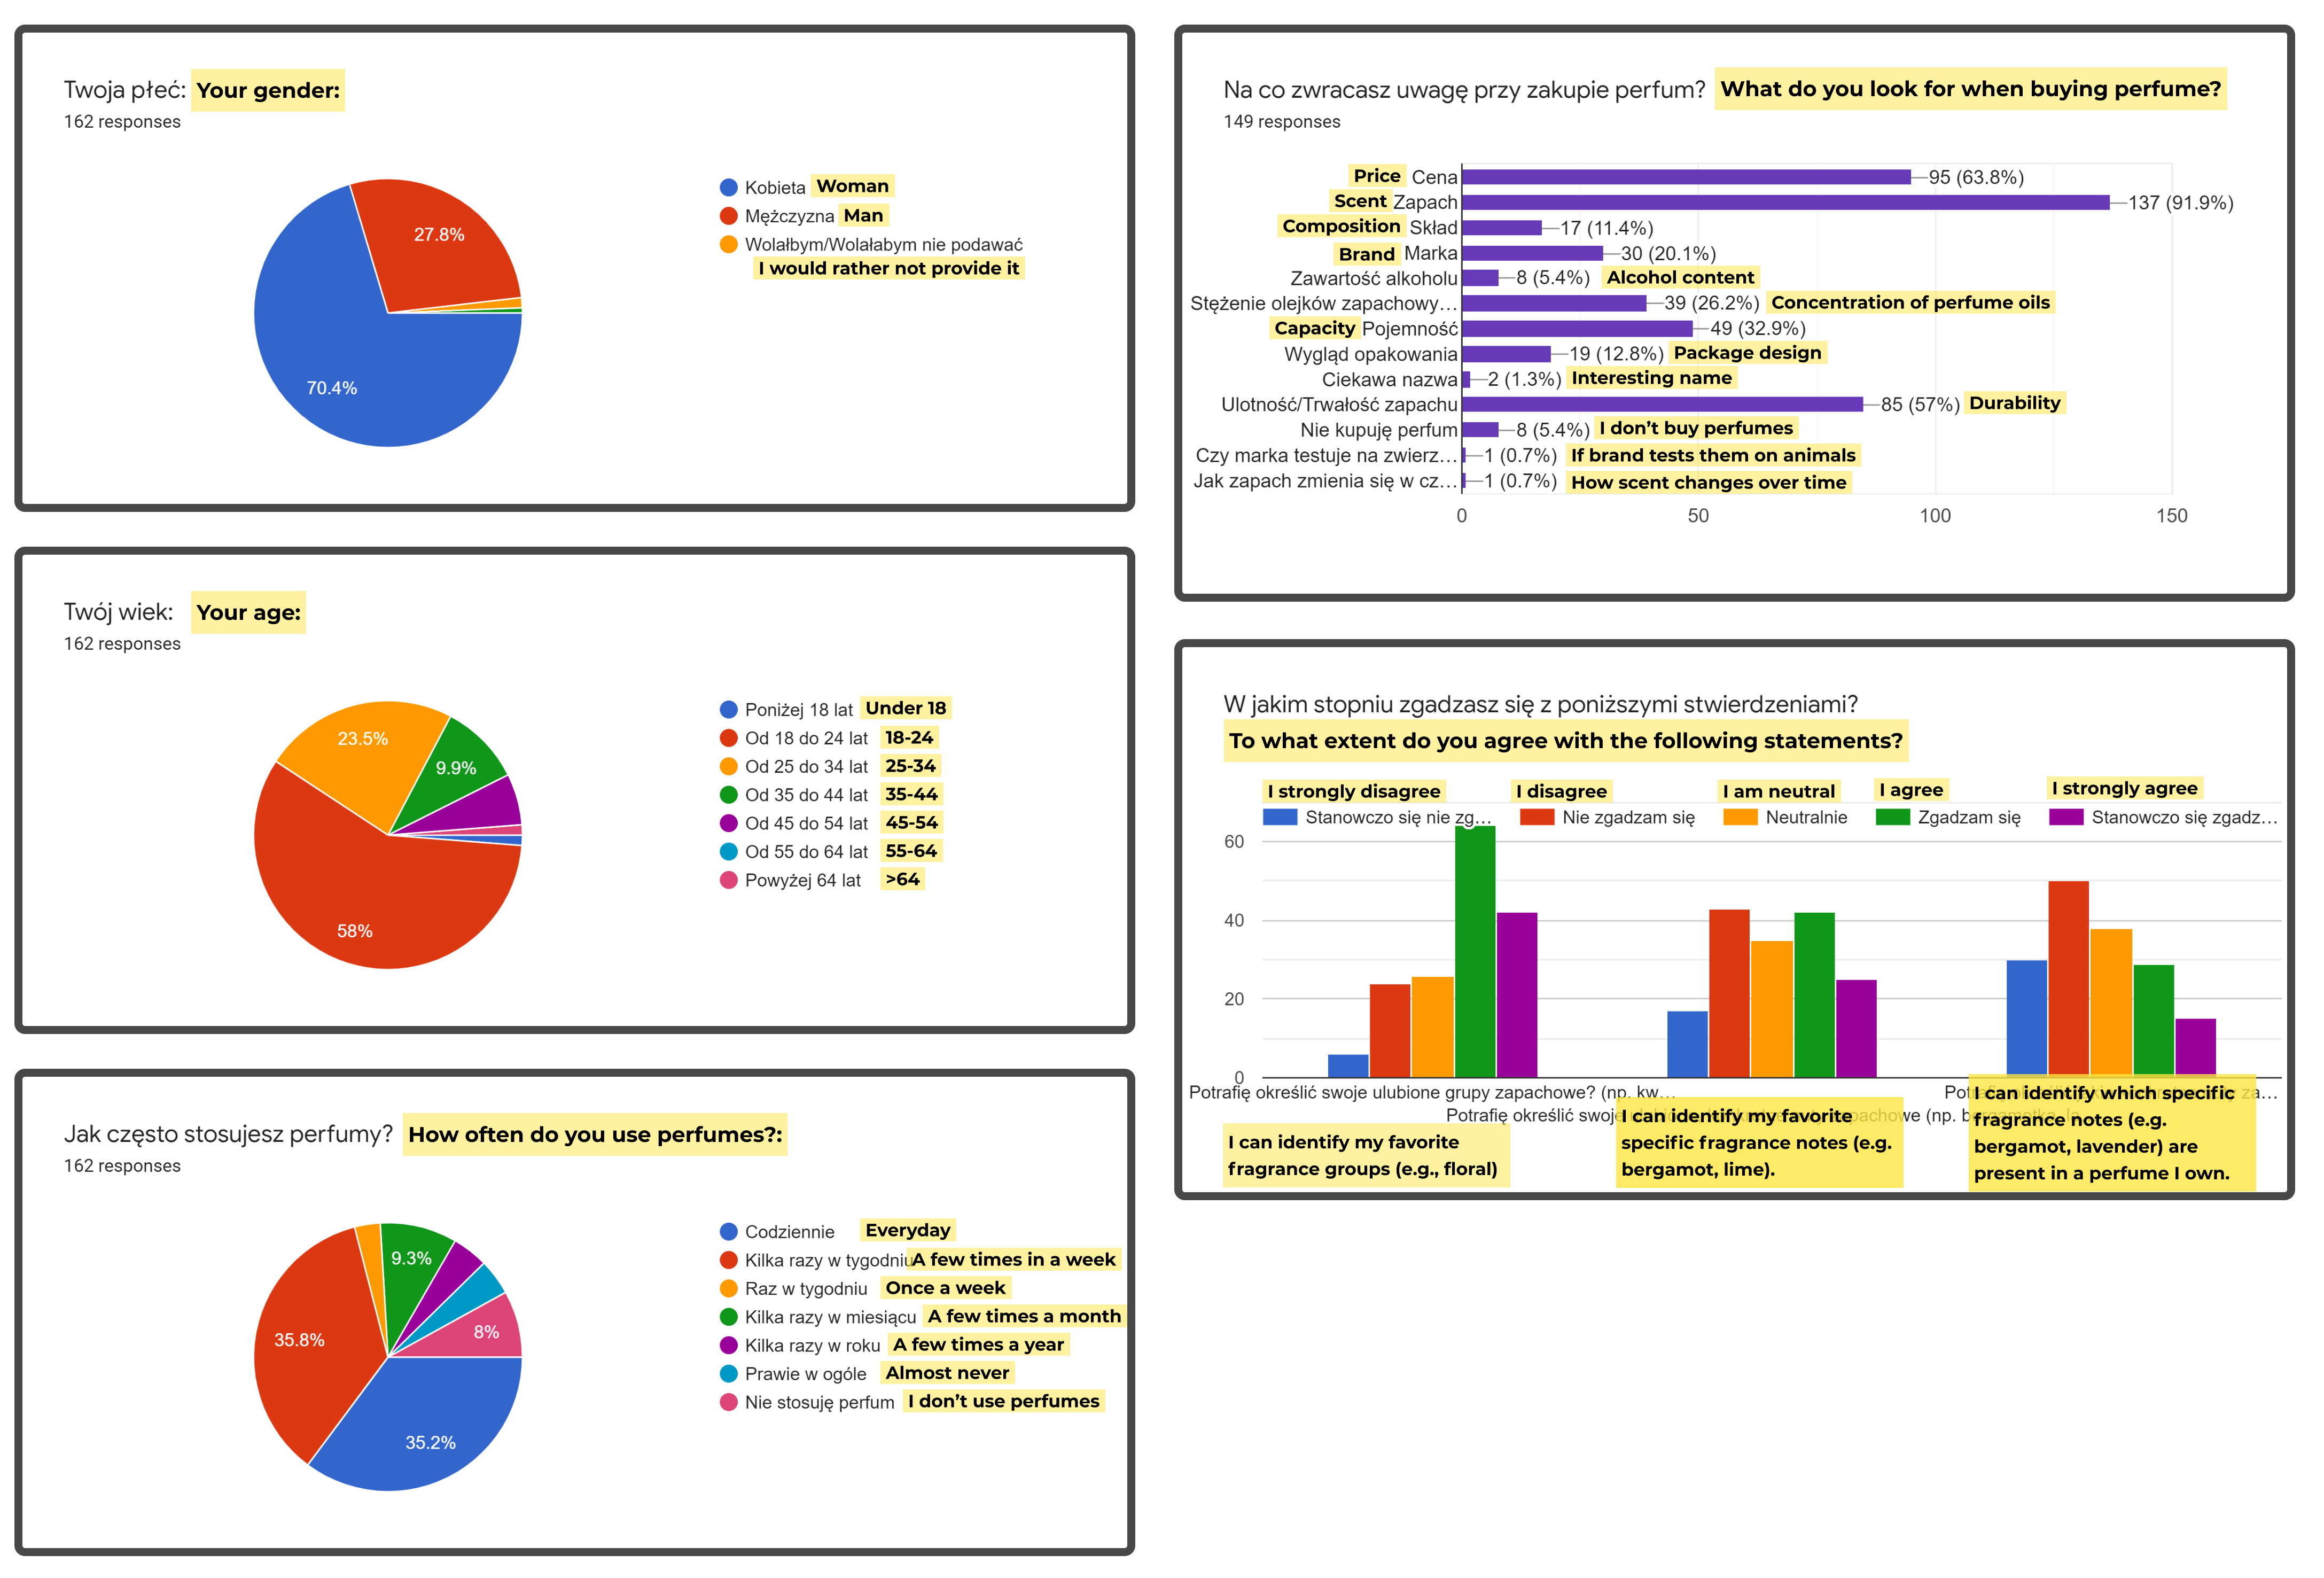 Twoja płeć: Your gender:
162 responses
27.8%
70.4%
Kobieta Woman
Mężczyzna Man
Wolałbym/Wolałabym nie podawać
I would rather not provide it
Twój wiek: Your age:
162 responses
23.5%
9.9%
58%
Poniżej 18 lat Under 18
Od 18 do 24 lat 18-24
Od 25 do 34 lat 25-34
Od 35 do 44 lat 35-44
Od 45 do 54 lat 45-54
Od 55 do 64 lat 55-64
Powyżej 64 lat >64
Jak często stosujesz perfumy? How often do you use perfumes?:
162 responses
9.3%
8%
35.8%
35.2%
Codziennie Everyday
Kilka razy w tygodniu A few times in a week
Raz w tygodniu Once a week
Kilka razy w miesiącu A few times a month
Kilka razy w roku A few times a year
Prawie w ogóle Almost never
Nie stosuję perfum I don’t use perfumes
Na co zwracasz uwagę przy zakupie perfum? What do you look for when buying perfume?
149 responses
Price Cena 95 (63.8%)
Scent Zapach 137 (91.9%)
Composition Skład 17 (11.4%)
Brand Marka 30 (20.1%)
Zawartość alkoholu 8 (5.4%) Alcohol content
Stężenie olejków zapachowy… 39 (26.2%) Concentration of perfume oils
Capacity Pojemność 49 (32.9%)
Wygląd opakowania 19 (12.8%) Package design
Ciekawa nazwa 2 (1.3%) Interesting name
Ulotność/Trwałość zapachu 85 (57%) Durability
Nie kupuję perfum 8 (5.4%) I don’t buy perfumes
Czy marka testuje na zwierz… 1 (0.7%) If brand tests them on animals
Jak zapach zmienia się w cz… 1 (0.7%) How scent changes over time
0 50 100 150
W jakim stopniu zgadzasz się z poniższymi stwierdzeniami?
To what extent do you agree with the following statements?
I strongly disagree I disagree I am neutral I agree I strongly agree
Stanowczo się nie zg… Nie zgadzam się Neutralnie Zgadzam się Stanowczo się zgadz…
60
40
20
0
Potrafię określić swoje ulubione grupy zapachowe? (np. kw…
Potrafię określić swoje
I can identify my favorite
fragrance groups (e.g., floral)
I can identify my favorite
specific fragrance notes (e.g.
bergamot, lime).
I can identify which specific
fragrance notes (e.g.
bergamot, lavender) are
present in a perfume I own.